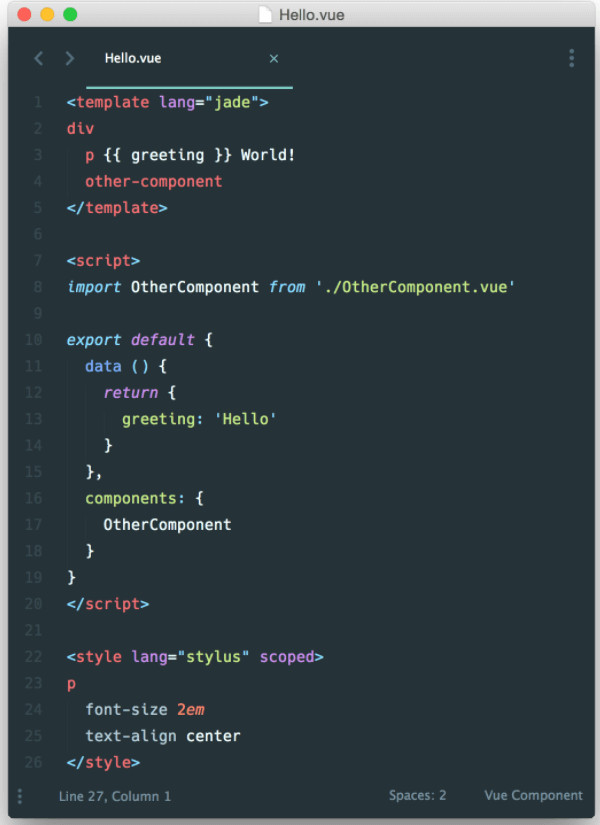 Hello.vue
Hello.vue ×
1 <template lang="jade">
2 div
3   p {{ greeting }} World!
4   other-component
5 </template>
6
7 <script>
8 import OtherComponent from './OtherComponent.vue'
9
10 export default {
11   data () {
12     return {
13       greeting: 'Hello'
14     }
15   },
16   components: {
17     OtherComponent
18   }
19 }
20 </script>
21
22 <style lang="stylus" scoped>
23 p
24   font-size 2em
25   text-align center
26 </style>
Line 27, Column 1 Spaces: 2 Vue Component